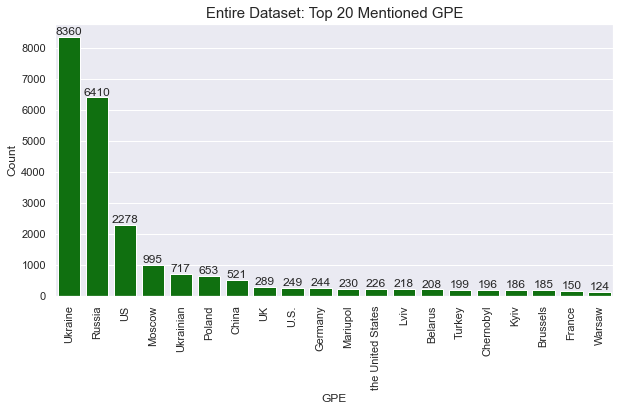 Entire Dataset: Top 20 Mentioned GPE
Count
8000
7000
6000
5000
4000
3000
2000
1000
0
8360
6410
2278
995
717
653
521
289
249
244
230
226
218
208
199
196
186
185
150
124
Ukraine
Russia
US
Moscow
Ukrainian
Poland
China
UK
U.S.
Germany
Mariupol
the United States
Lviv
Belarus
Turkey
Chernobyl
Kyiv
Brussels
France
Warsaw
GPE